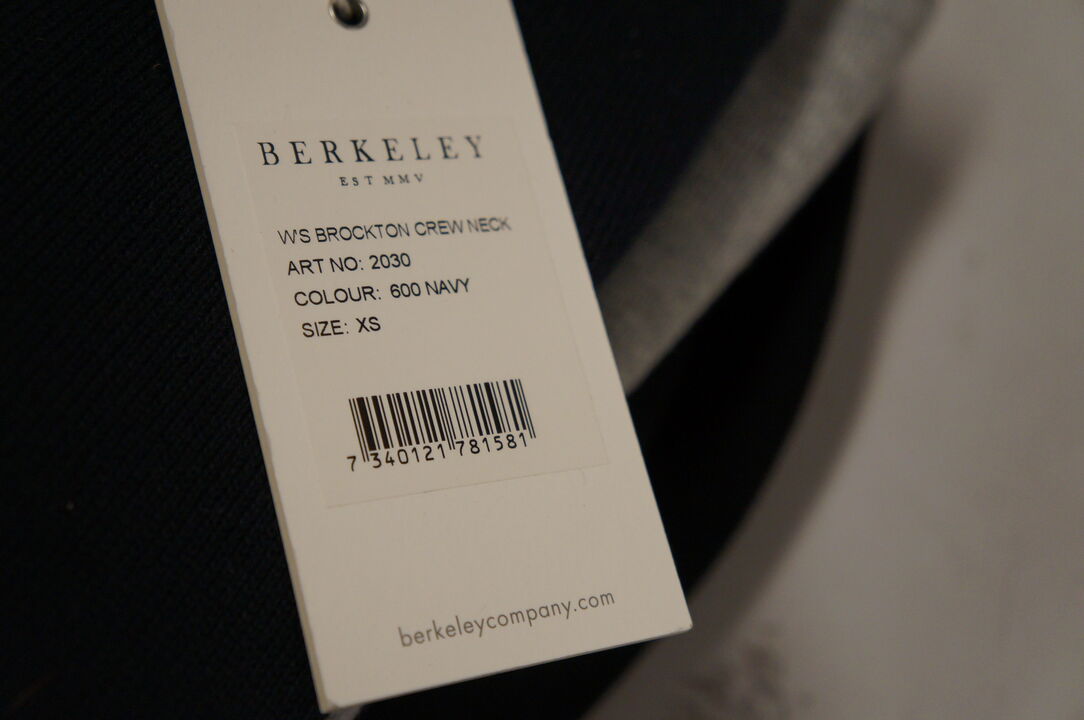 BERKELEY
EST MMV
W'S BROCKTON CREW NECK
ART NO: 2030
COLOUR: 600 NAVY
SIZE: XS
7 340121 781581
berkeleycompany.com